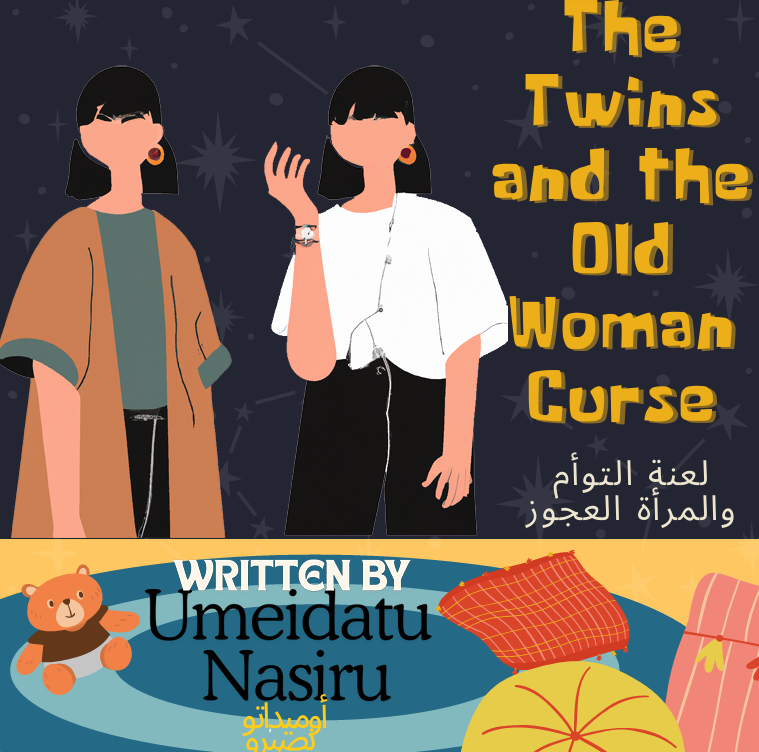 The
Twins
and the
Old
Woman
Curse
لعنة التوأم
والمرأة العجوز
WRITTEN BY
Umeidatu
Nasiru
أوميداتو
نصيرو